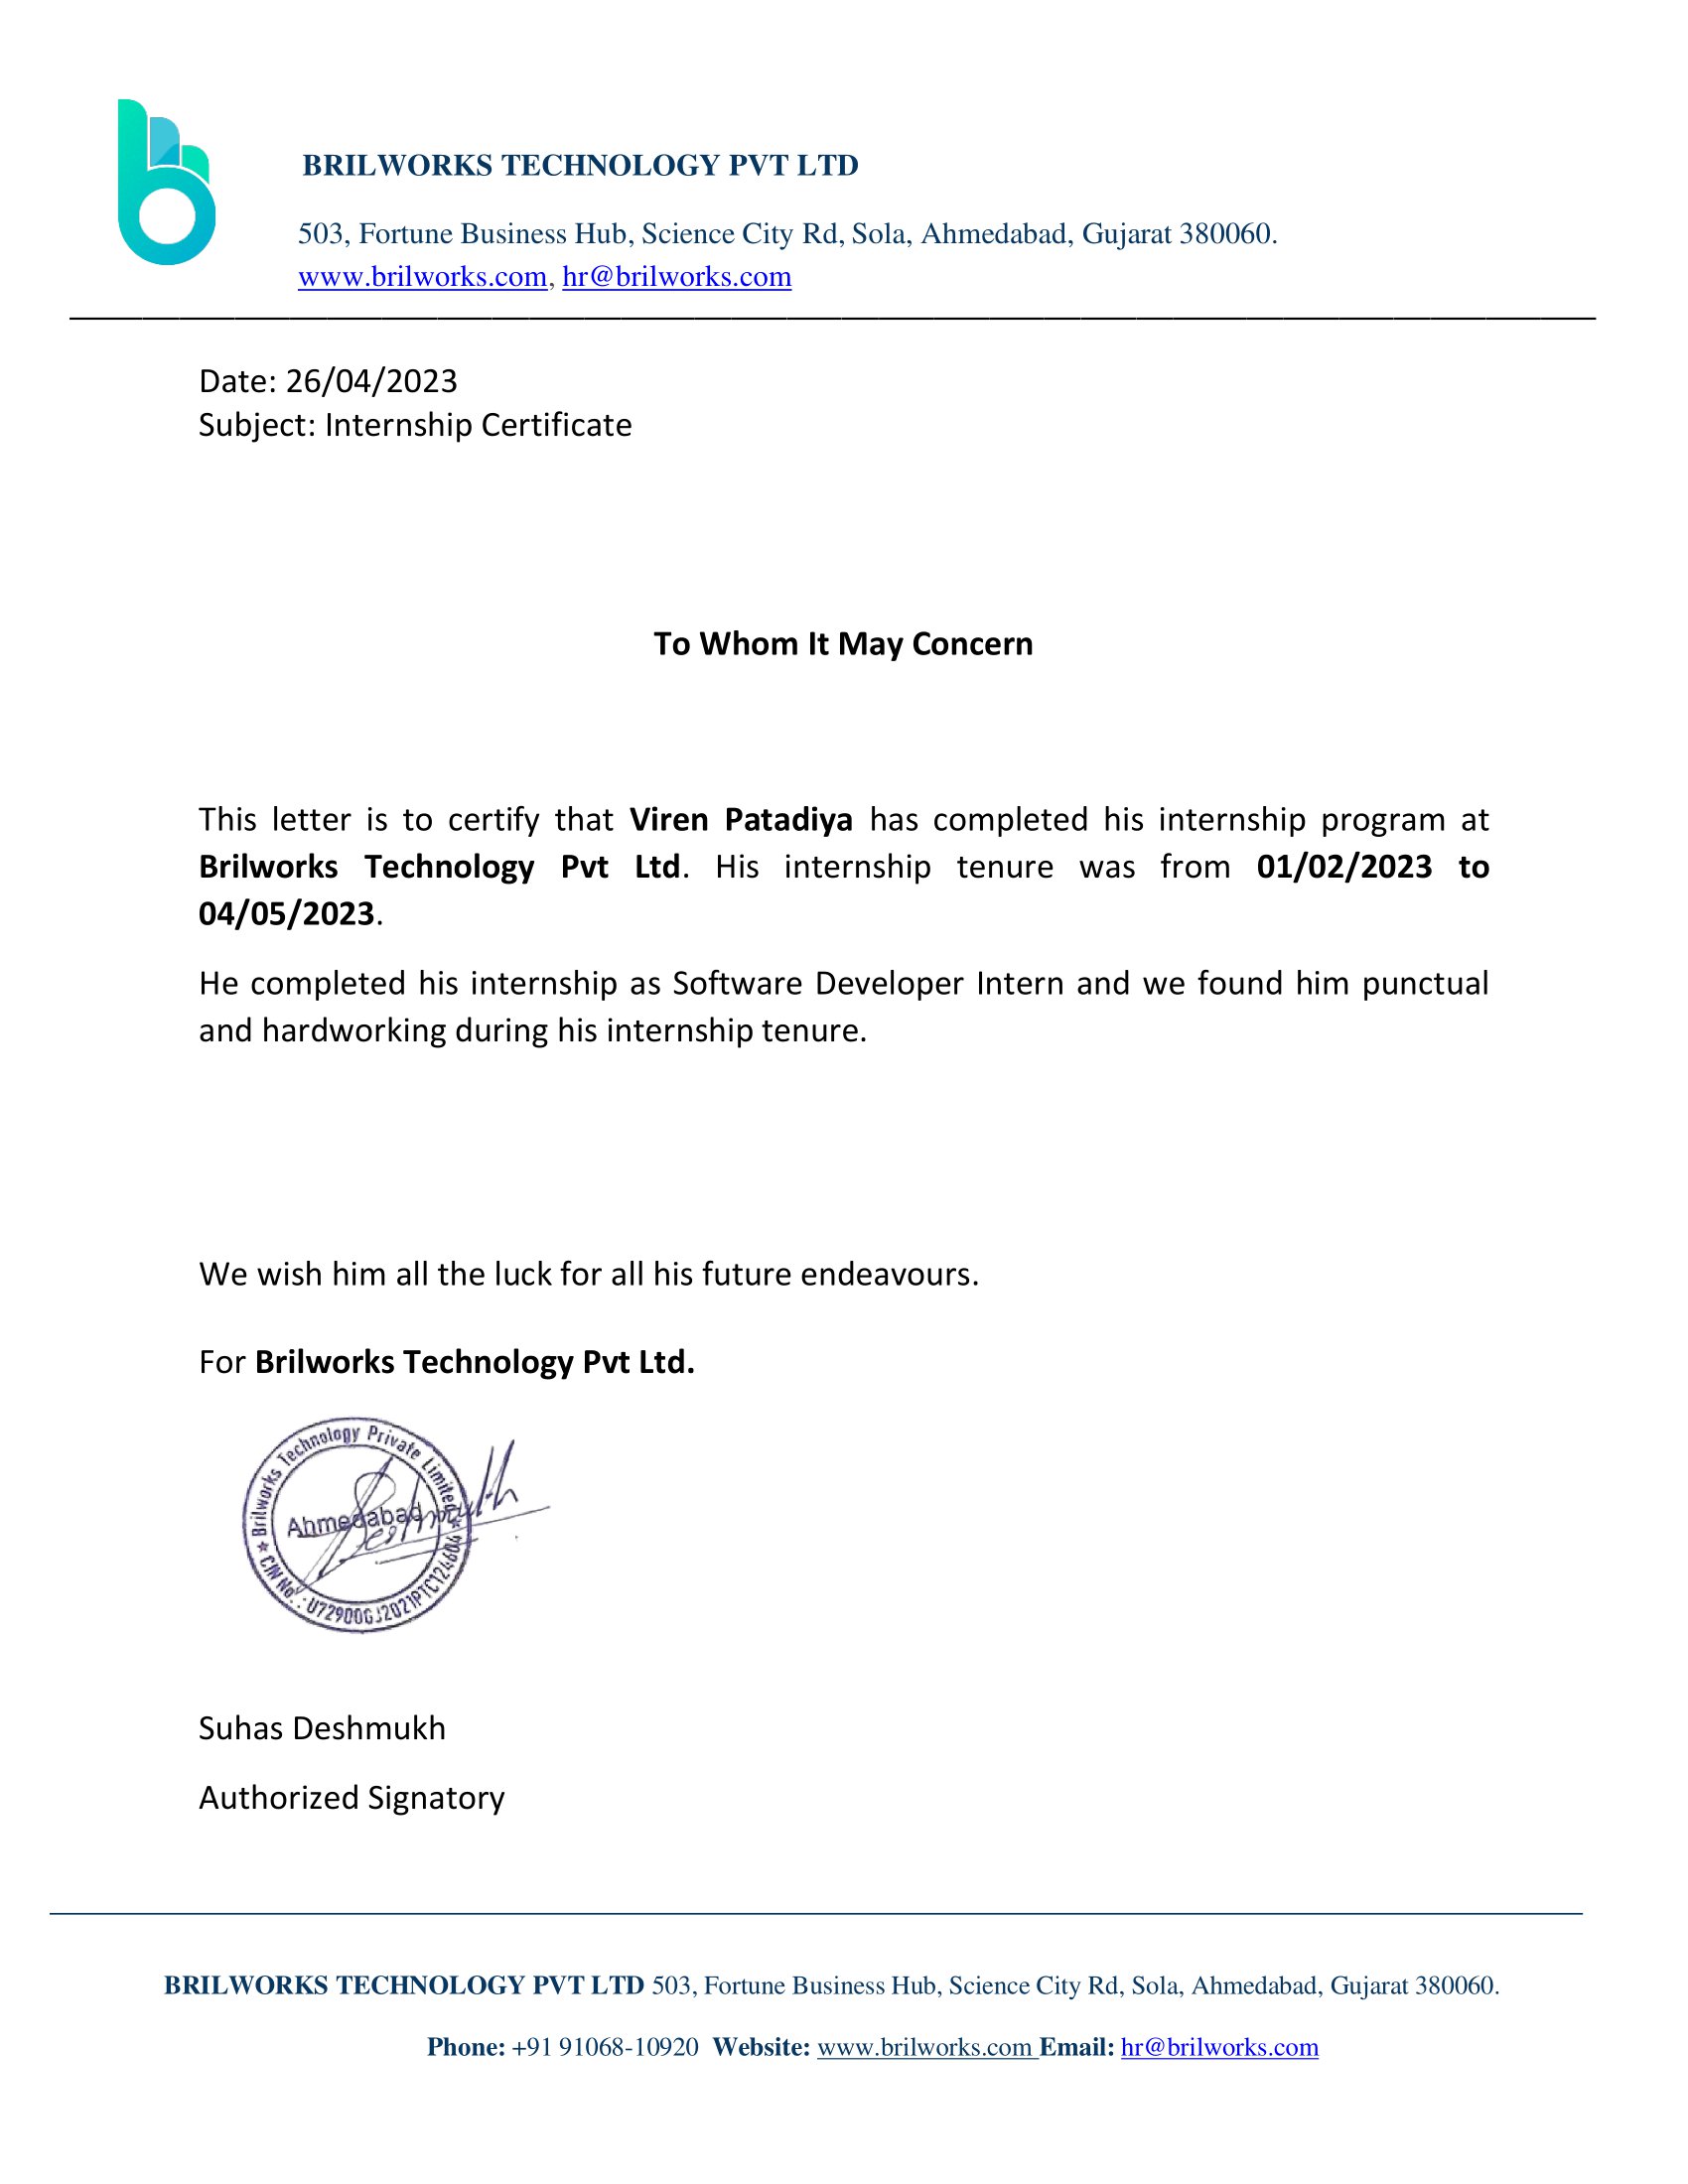 BRILWORKS TECHNOLOGY PVT LTD
503, Fortune Business Hub, Science City Rd, Sola, Ahmedabad, Gujarat 380060.
www.brilworks.com, hr@brilworks.com
Date: 26/04/2023
Subject: Internship Certificate
To Whom It May Concern
This letter is to certify that Viren Patadiya has completed his internship program at
Brilworks Technology Pvt Ltd. His internship tenure was from 01/02/2023 to
04/05/2023.
He completed his internship as Software Developer Intern and we found him punctual
and hardworking during his internship tenure.
We wish him all the luck for all his future endeavours.
For Brilworks Technology Pvt Ltd.
Brilworks Technology Private Limited
Ahmedabad
CIN No.: U72900GJ2021PTC124604
Deshmukh
Suhas Deshmukh
Authorized Signatory
BRILWORKS TECHNOLOGY PVT LTD 503, Fortune Business Hub, Science City Rd, Sola, Ahmedabad, Gujarat 380060.
Phone: +91 91068-10920 Website: www.brilworks.com Email: hr@brilworks.com